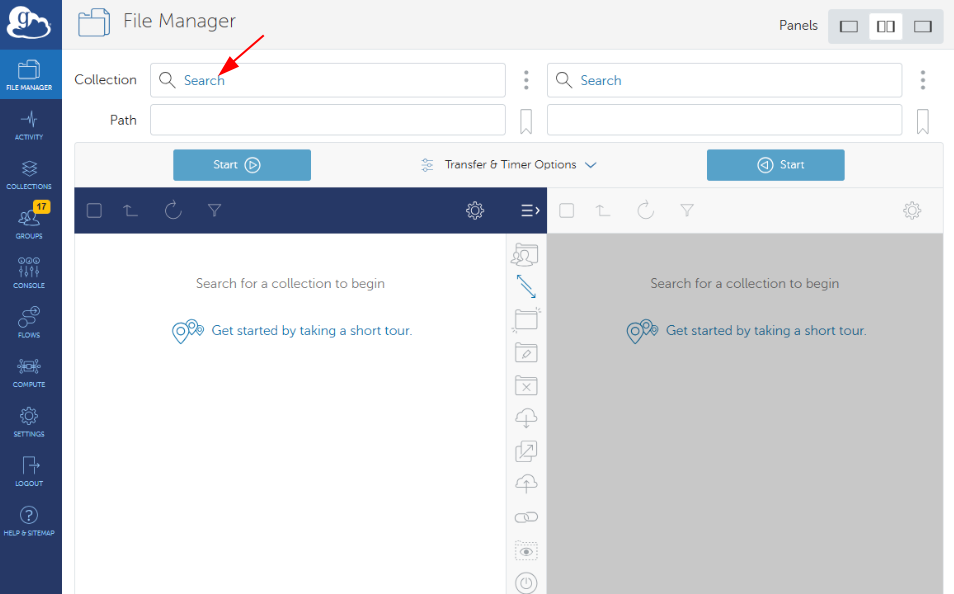 g
File Manager
Panels
FILE MANAGER
Collection
Search
Search
Path
ACTIVITY
Start
Transfer & Timer Options
Start
COLLECTIONS
17
GROUPS
CONSOLE
Search for a collection to begin
Search for a collection to begin
FLOWS
Get started by taking a short tour.
Get started by taking a short tour.
COMPUTE
SETTINGS
LOGOUT
HELP & SITEMAP